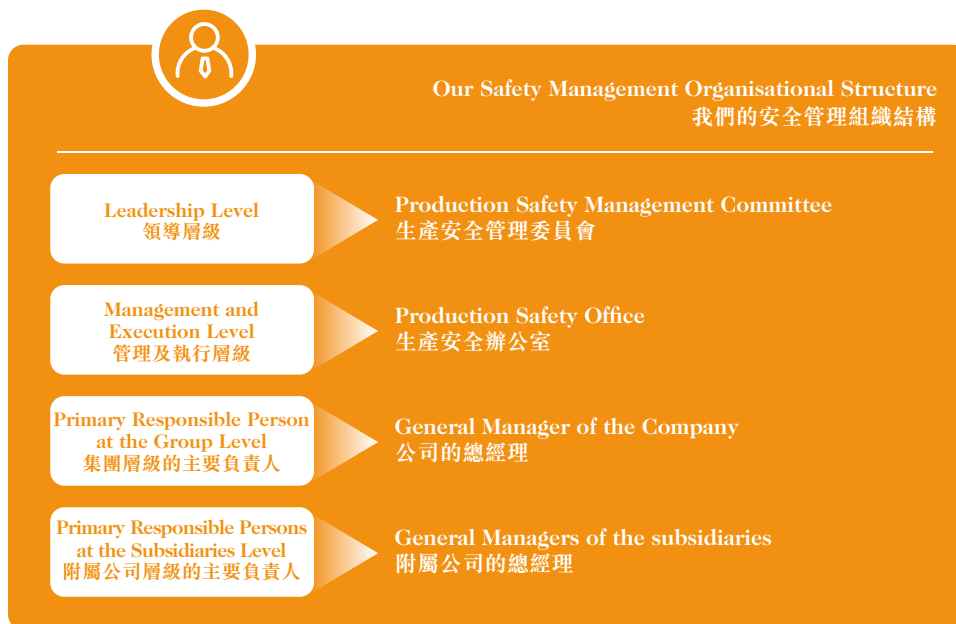 Our Safety Management Organisational Structure
我們的安全管理組織結構
Leadership Level
領導層級
Production Safety Management Committee
生產安全管理委員會
Management and
Execution Level
管理及執行層級
Production Safety Office
生產安全辦公室
Primary Responsible Person
at the Group Level
集團層級的主要負責人
General Manager of the Company
公司的總經理
Primary Responsible Persons
at the Subsidiaries Level
附屬公司層級的主要負責人
General Managers of the subsidiaries
附屬公司的總經理